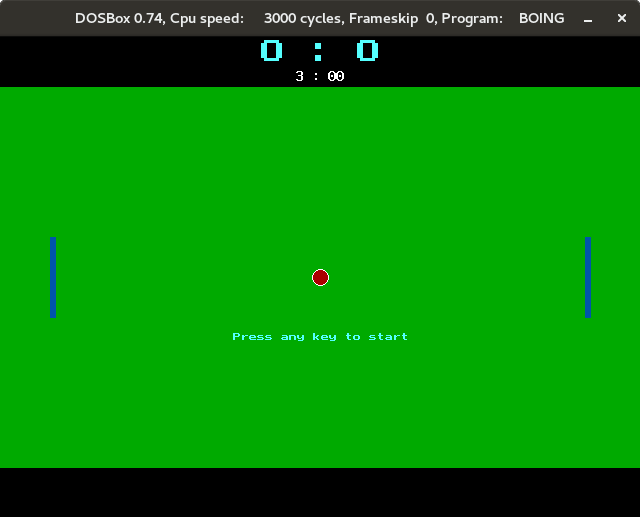 DOSBox 0.74, Cpu speed: 3000 cycles, Frameskip 0, Program: BOING
0 : 0
3 : 00
Press any key to start